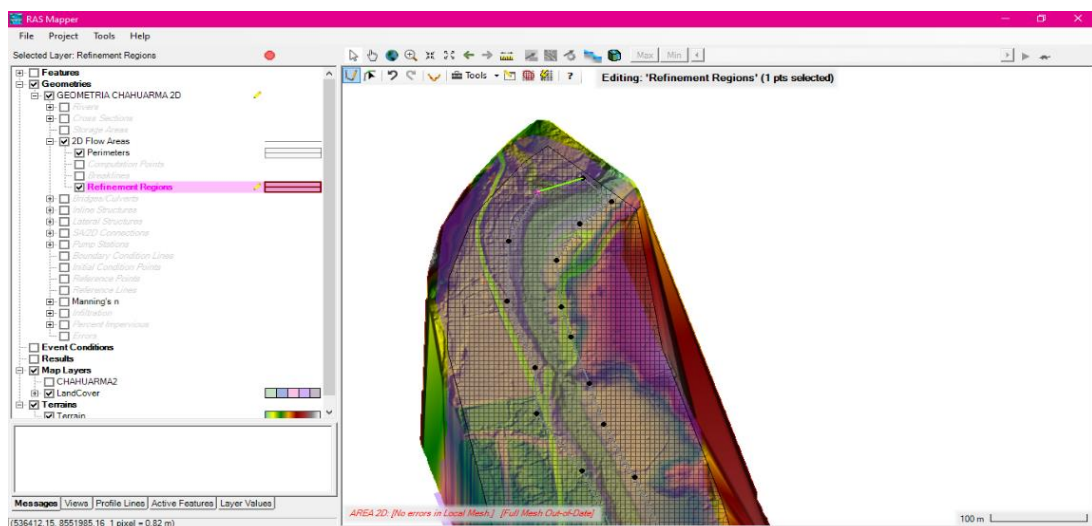 RAS Mapper
File Project Tools Help
Selected Layer: Refinement Regions
Max Min
Tools ? Editing: 'Refinement Regions' (1 pts selected)
Features
Geometries
GEOMETRIA CHAHUARMA 2D
Rivers
Cross Sections
Storage Areas
2D Flow Areas
Perimeters
Computation Points
Breaklines
Refinement Regions
Bridges/Culverts
Inline Structures
Lateral Structures
SA/2D Connections
Pump Stations
Boundary Condition Lines
Initial Condition Points
Reference Points
Reference Lines
Manning's n
Infiltration
Percent Impervious
Errors
Event Conditions
Results
Map Layers
CHAHUARMA2
LandCover
Terrains
Terrain
Messages Views Profile Lines Active Features Layer Values
(536412.15, 8551985.16 1 pixel = 0.82 m)
AREA 2D: [No errors in Local Mesh.] [Full Mesh Out-of-Date]
100 m